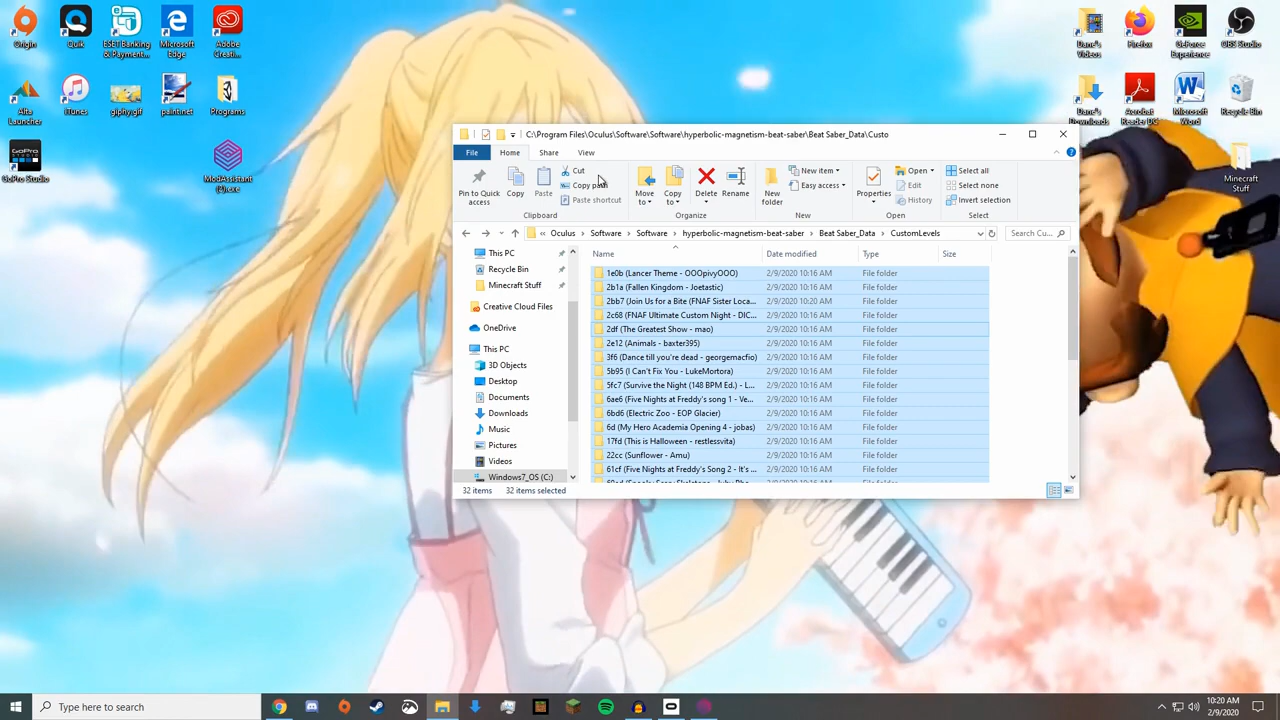 Origin
Quik
ESET Banking & Payment...
Microsoft Edge
Adobe Creati...
iTunes
giphy.gif
paint.net
Programs
GoPro Studio
ModAssistant (2).exe
Dane's Videos
Firefox
GeForce Experience
OBS Studio
Dane's Downloads
Acrobat Reader DC
Microsoft Word
Recycle Bin
Minecraft Stuff
C:\Program Files\Oculus\Software\Software\hyperbolic-magnetism-beat-saber\Beat Saber_Data\Custo
File Home Share View
Pin to Quick access
Copy
Paste
Cut
Copy path
Paste shortcut
Move to
Copy to
Delete
Rename
New folder
New item
Easy access
Properties
Open
Edit
History
Select all
Select none
Invert selection
Clipboard Organize New Open Select
« Oculus > Software > Software > hyperbolic-magnetism-beat-saber > Beat Saber_Data > CustomLevels
Search Cu...
This PC
Recycle Bin
Minecraft Stuff
Creative Cloud Files
OneDrive
This PC
3D Objects
Desktop
Documents
Downloads
Music
Pictures
Videos
Windows7_OS (C:)
Name Date modified Type Size
1e0b (Lancer Theme - OOOpivyOOO) 2/9/2020 10:16 AM File folder
2b1a (Fallen Kingdom - Joetastic) 2/9/2020 10:16 AM File folder
2bb7 (Join Us for a Bite (FNAF Sister Loca... 2/9/2020 10:20 AM File folder
2c68 (FNAF Ultimate Custom Night - DIC... 2/9/2020 10:16 AM File folder
2df (The Greatest Show - mao) 2/9/2020 10:16 AM File folder
2e12 (Animals - baxter395) 2/9/2020 10:16 AM File folder
3f6 (Dance till you're dead - georgemacfio) 2/9/2020 10:16 AM File folder
5b95 (I Can't Fix You - LukeMortora) 2/9/2020 10:16 AM File folder
5fc7 (Survive the Night (148 BPM Ed.) - L... 2/9/2020 10:16 AM File folder
6ae6 (Five Nights at Freddy's song 1 - Ve... 2/9/2020 10:16 AM File folder
6bd6 (Electric Zoo - EOP Glacier) 2/9/2020 10:16 AM File folder
6d (My Hero Academia Opening 4 - jobas) 2/9/2020 10:16 AM File folder
17fd (This is Halloween - restlessvita) 2/9/2020 10:16 AM File folder
22cc (Sunflower - Amu) 2/9/2020 10:16 AM File folder
61cf (Five Nights at Freddy's Song 2 - It's ... 2/9/2020 10:16 AM File folder
32 items 32 items selected
Type here to search
10:20 AM
2/9/2020